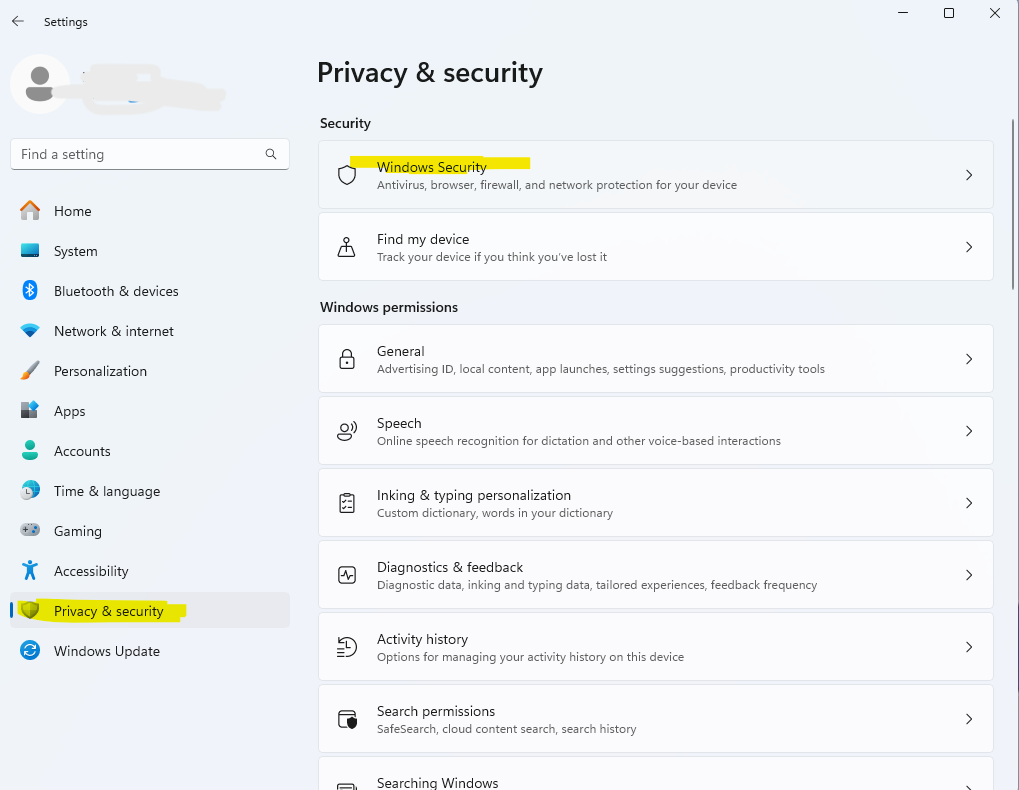 Settings
Privacy & security
Find a setting
Home
System
Bluetooth & devices
Network & internet
Personalization
Apps
Accounts
Time & language
Gaming
Accessibility
Privacy & security
Windows Update
Security
Windows Security
Antivirus, browser, firewall, and network protection for your device
Find my device
Track your device if you think you've lost it
Windows permissions
General
Advertising ID, local content, app launches, settings suggestions, productivity tools
Speech
Online speech recognition for dictation and other voice-based interactions
Inking & typing personalization
Custom dictionary, words in your dictionary
Diagnostics & feedback
Diagnostic data, inking and typing data, tailored experiences, feedback frequency
Activity history
Options for managing your activity history on this device
Search permissions
SafeSearch, cloud content search, search history
Searching Windows